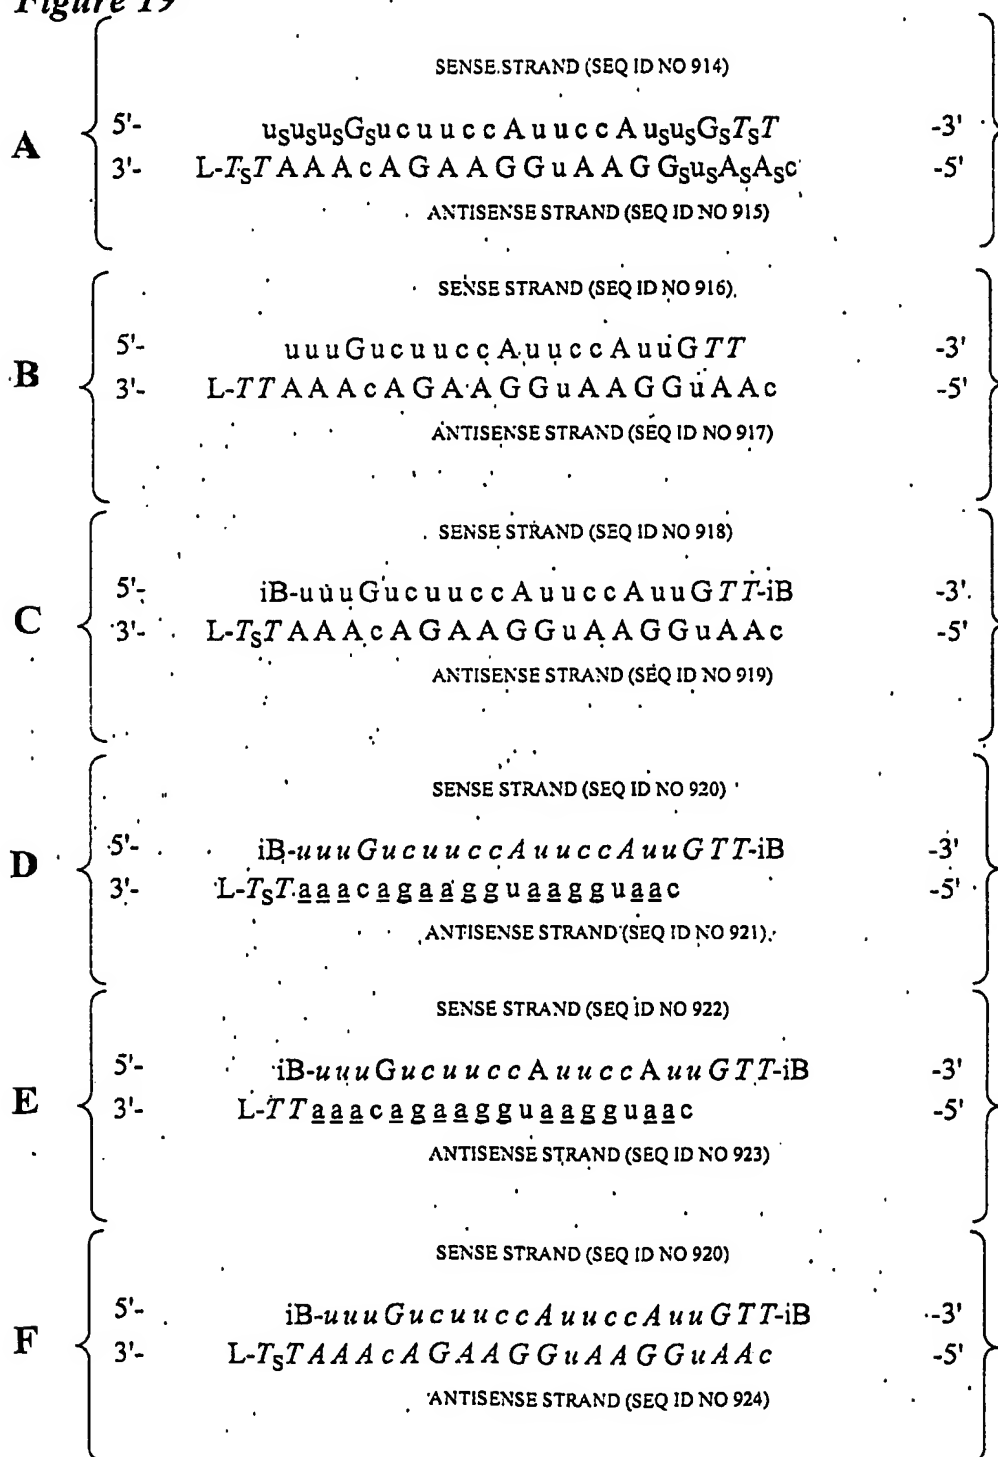 Figure 19
SENSE STRAND (SEQ ID NO 914)
A
5'- usususGsucuuccAuuccAususGsTsT -3'
3'- L-TsTAAAcAGAAGGuAAGGGsusAsAsc -5'
ANTISENSE STRAND (SEQ ID NO 915)
SENSE STRAND (SEQ ID NO 916)
B
5'- uuuGucuuccAuuccAuuGTT -3'
3'- L-TTAAAcAGAAGGuAAGGuAAc -5'
ANTISENSE STRAND (SEQ ID NO 917)
SENSE STRAND (SEQ ID NO 918)
C
5'- iB-uuuGucuuccAuuccAuuGTT-iB -3'
3'- L-TsTAAAcAGAAGGuAAGGuAAc -5'
ANTISENSE STRAND (SEQ ID NO 919)
SENSE STRAND (SEQ ID NO 920)
D
5'- iB-uuuGucuuccAuuccAuuGTT-iB -3'
3'- L-TsTaaacagaagguaagguaac -5'
ANTISENSE STRAND (SEQ ID NO 921)
SENSE STRAND (SEQ ID NO 922)
E
5'- iB-uuuGucuuccAuuccAuuGTT-iB -3'
3'- L-TTaaacagaagguaagguaac -5'
ANTISENSE STRAND (SEQ ID NO 923)
SENSE STRAND (SEQ ID NO 920)
F
5'- iB-uuuGucuuccAuuccAuuGTT-iB -3'
3'- L-TsTAAAcAGAAGGuAAGGuAAc -5'
ANTISENSE STRAND (SEQ ID NO 924)